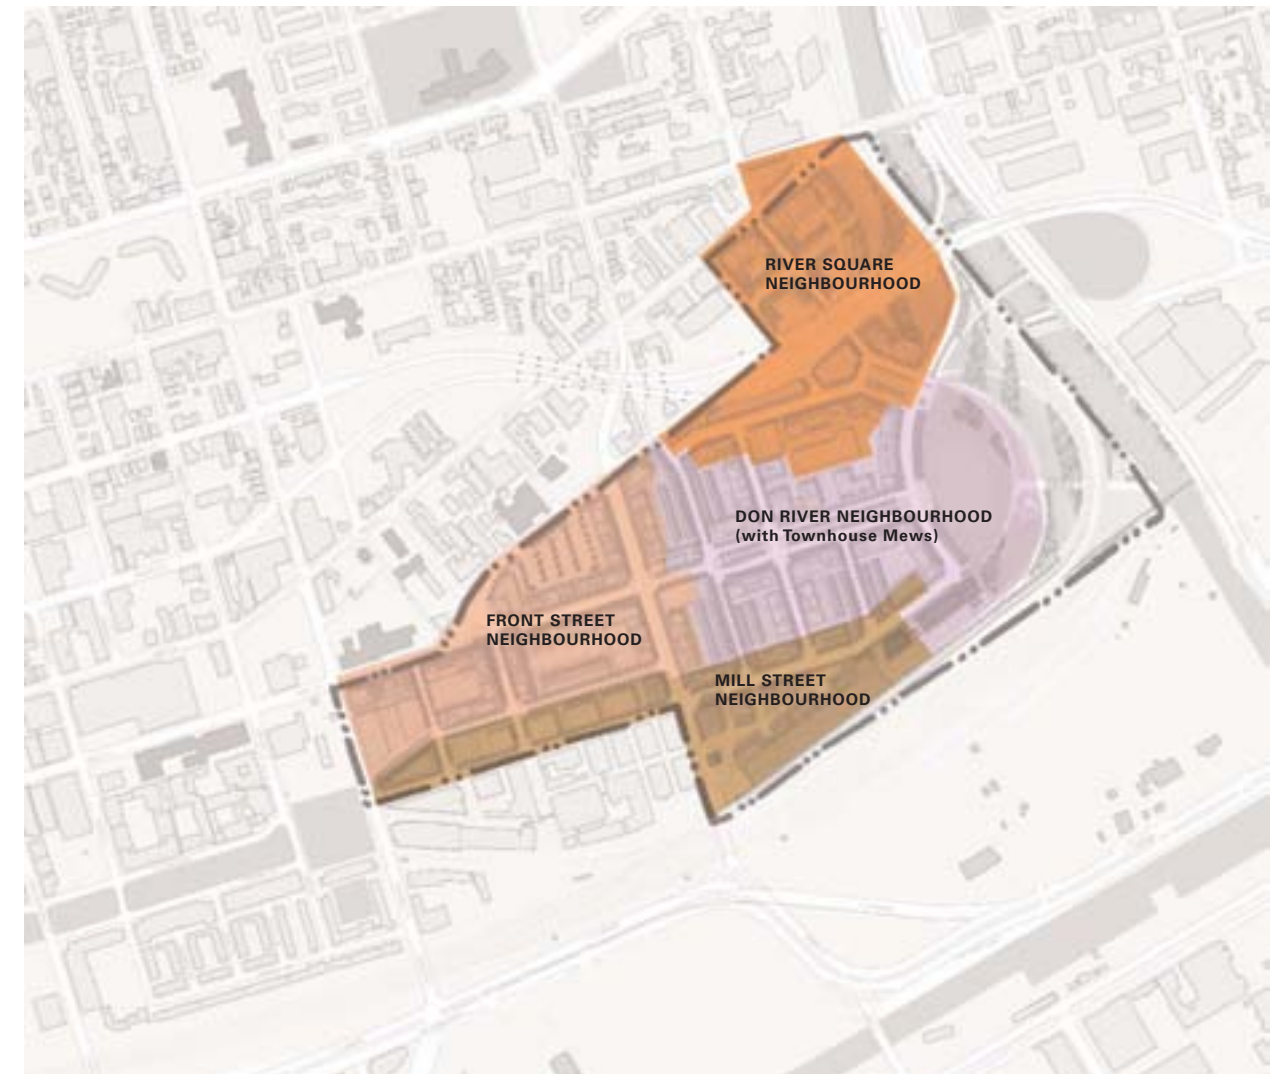 RIVER SQUARE
NEIGHBOURHOOD
DON RIVER NEIGHBOURHOOD
(with Townhouse Mews)
FRONT STREET
NEIGHBOURHOOD
MILL STREET
NEIGHBOURHOOD